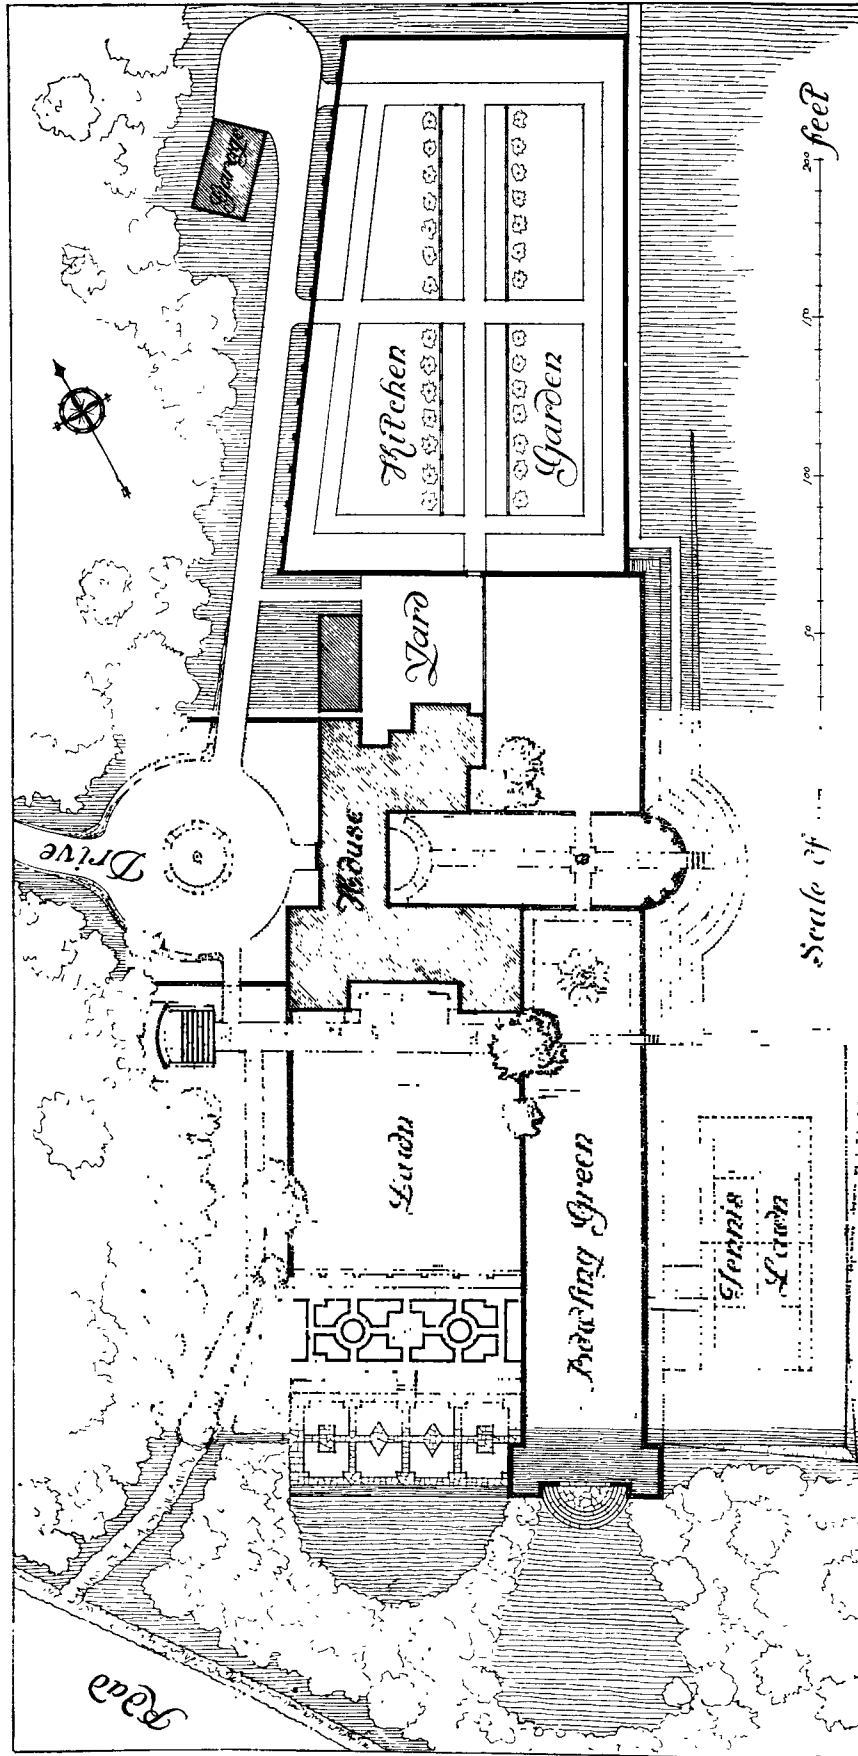 Garage
Kitchen
Garden
Yard
House
Drive
Lawn
Bowling Green
Tennis
Lawn
Road
Scale of
50
100
150
200 feet